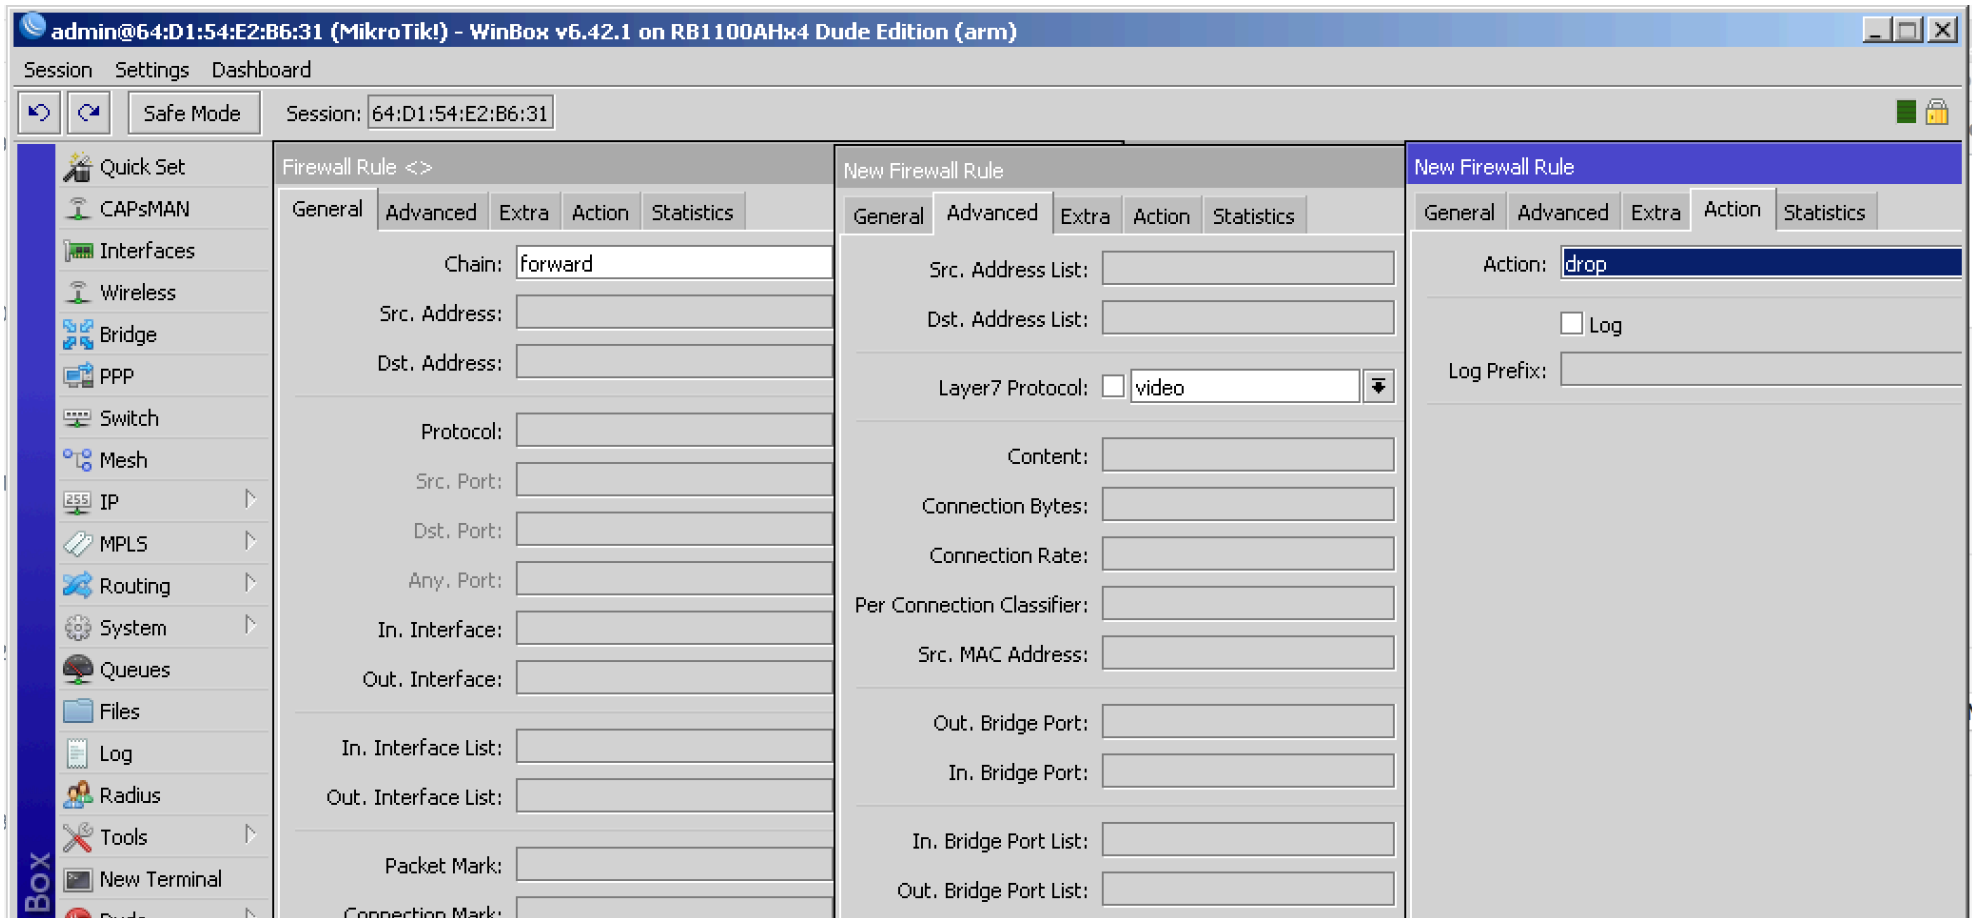 admin@64:D1:54:E2:B6:31 (MikroTik!) - WinBox v6.42.1 on RB1100AHx4 Dude Edition (arm)
Session Settings Dashboard
Safe Mode Session: 64:D1:54:E2:B6:31
Quick Set
CAPsMAN
Interfaces
Wireless
Bridge
PPP
Switch
Mesh
255 IP
MPLS
Routing
System
Queues
Files
Log
Radius
Tools
New Terminal
Dude
Box
Firewall Rule <>
General Advanced Extra Action Statistics
Chain: forward
Src. Address:
Dst. Address:
Protocol:
Src. Port:
Dst. Port:
Any. Port:
In. Interface:
Out. Interface:
In. Interface List:
Out. Interface List:
Packet Mark:
Connection Mark:
New Firewall Rule
General Advanced Extra Action Statistics
Src. Address List:
Dst. Address List:
Layer7 Protocol: video
Content:
Connection Bytes:
Connection Rate:
Per Connection Classifier:
Src. MAC Address:
Out. Bridge Port:
In. Bridge Port:
In. Bridge Port List:
Out. Bridge Port List:
New Firewall Rule
General Advanced Extra Action Statistics
Action: drop
Log
Log Prefix: